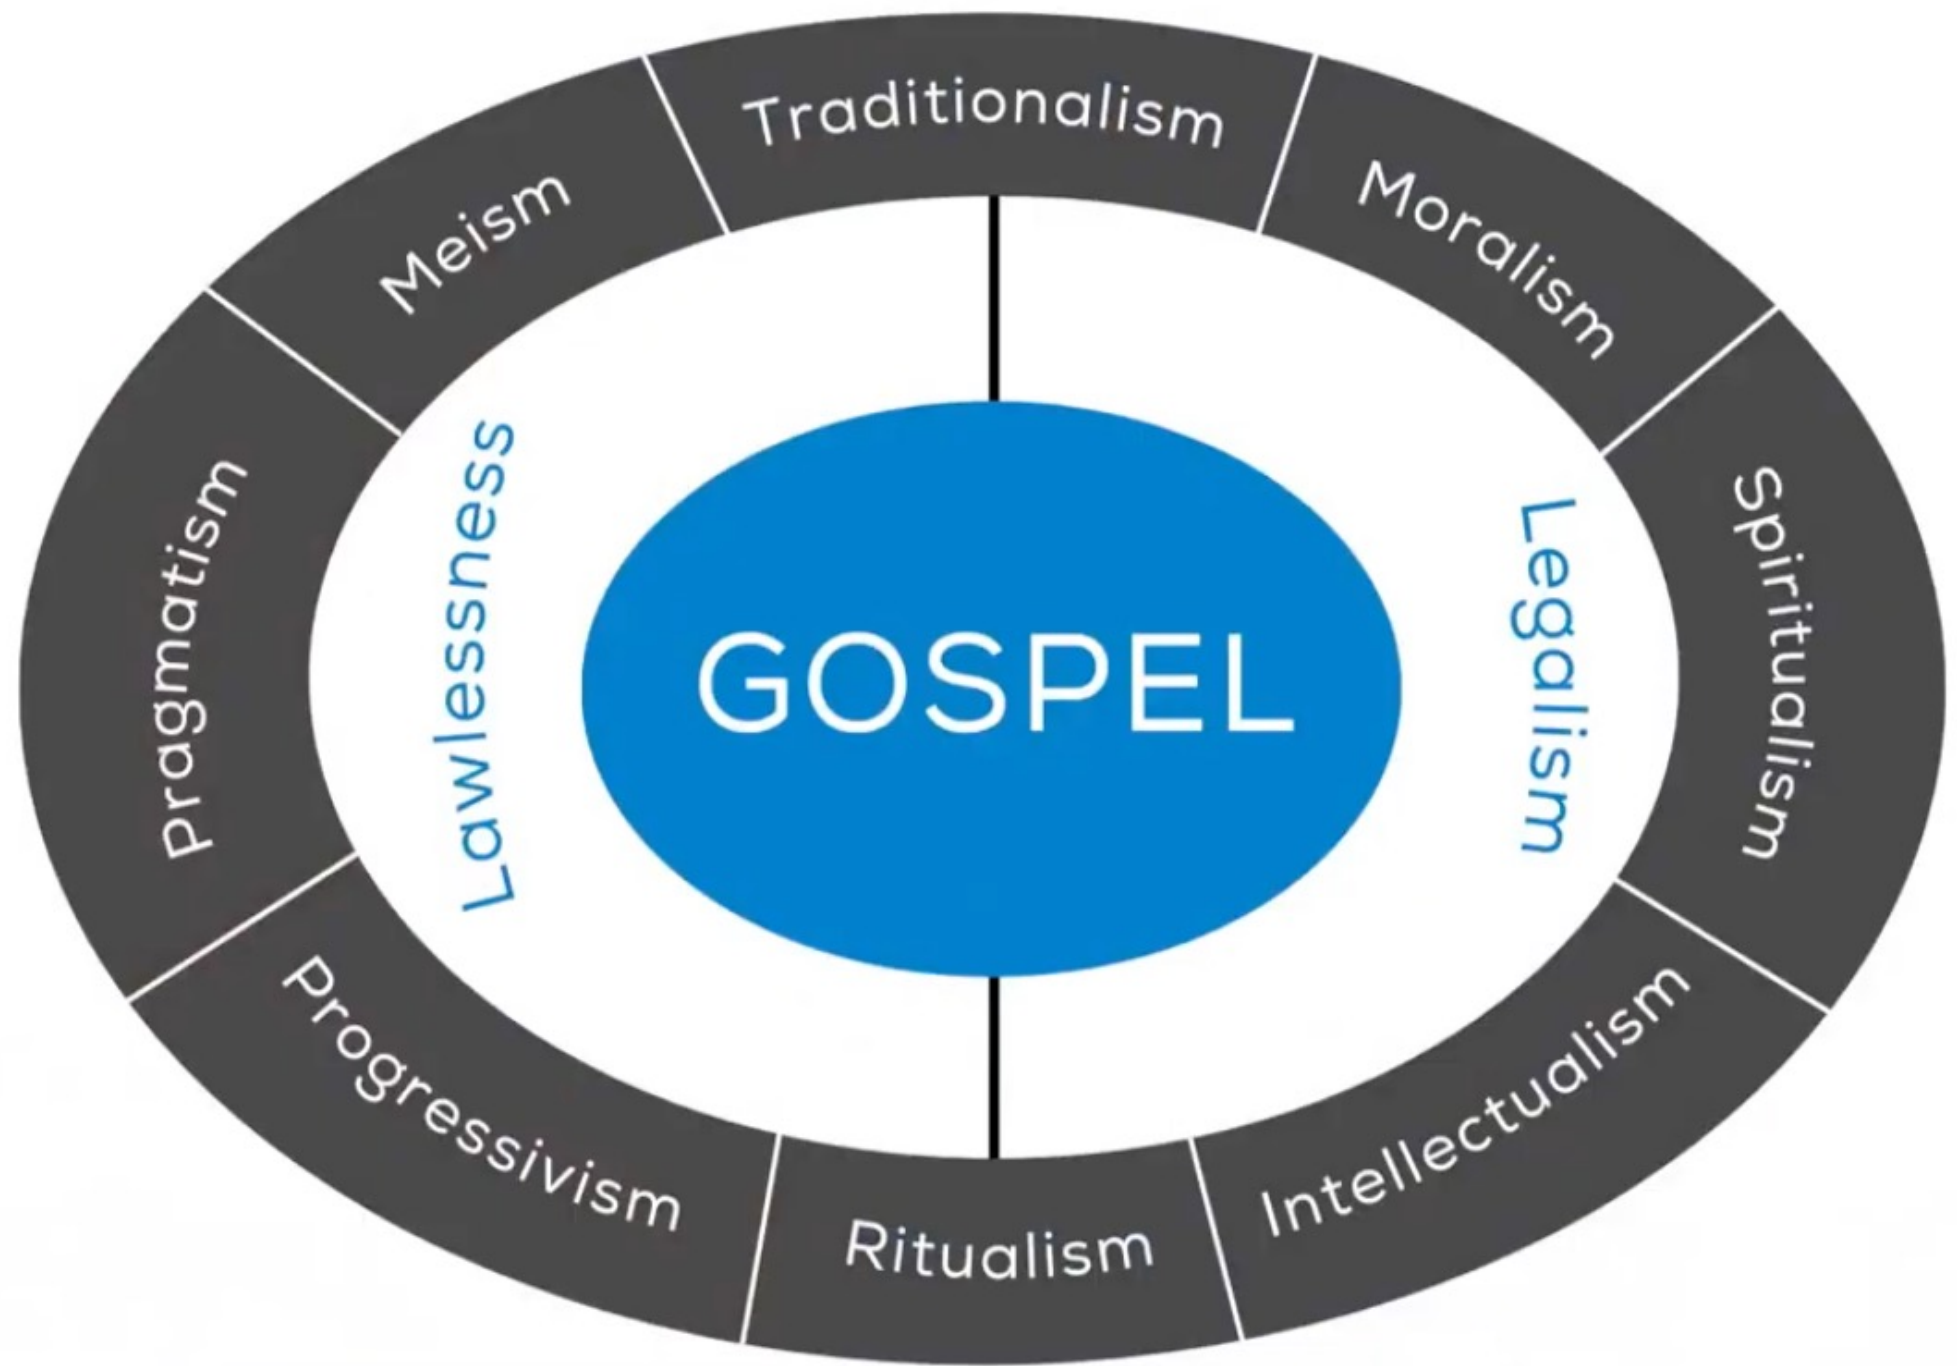 Traditionalism
Moralism
Spiritualism
Intellectualism
Ritualism
Progressivism
Pragmatism
Meism
Lawlessness
GOSPEL
Legalism